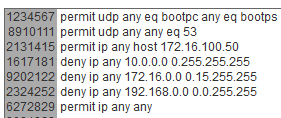 1234567 permit udp any eq bootpc any eq bootps
8910111 permit udp any any eq 53
2131415 permit ip any host 172.16.100.50
1617181 deny ip any 10.0.0.0 0.255.255.255
9202122 deny ip any 172.16.0.0 0.15.255.255
2324252 deny ip any 192.168.0.0 0.0.255.255
6272829 permit ip any any